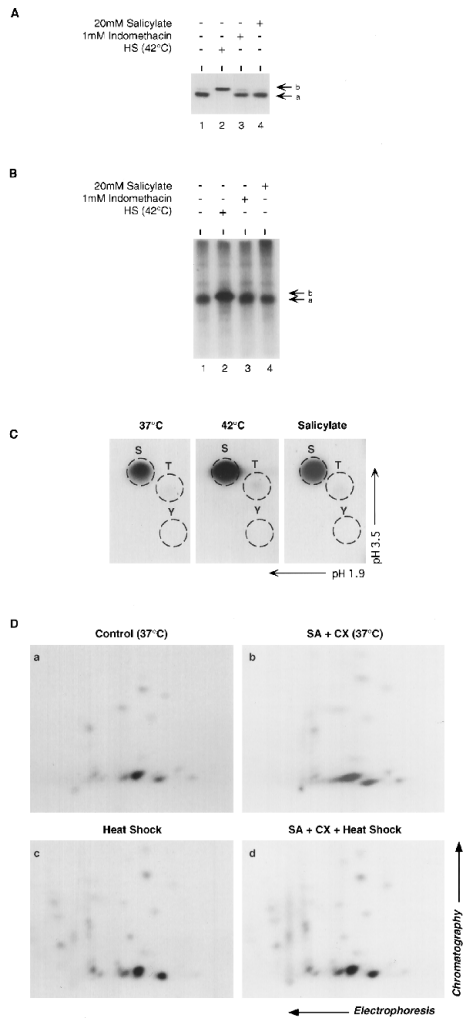 A
20mM Salicylate - - - +
1mM Indomethacin - - + -
HS (42°C) - + - -
b
a
1 2 3 4
B
20mM Salicylate - - - +
1mM Indomethacin - - + -
HS (42°C) - + - -
b
a
1 2 3 4
C
37°C 42°C Salicylate
S S S
T T T
Y Y Y
pH 3.5
pH 1.9
D
Control (37°C) SA + CX (37°C)
a b
Heat Shock SA + CX + Heat Shock
c d
Chromatography
Electrophoresis